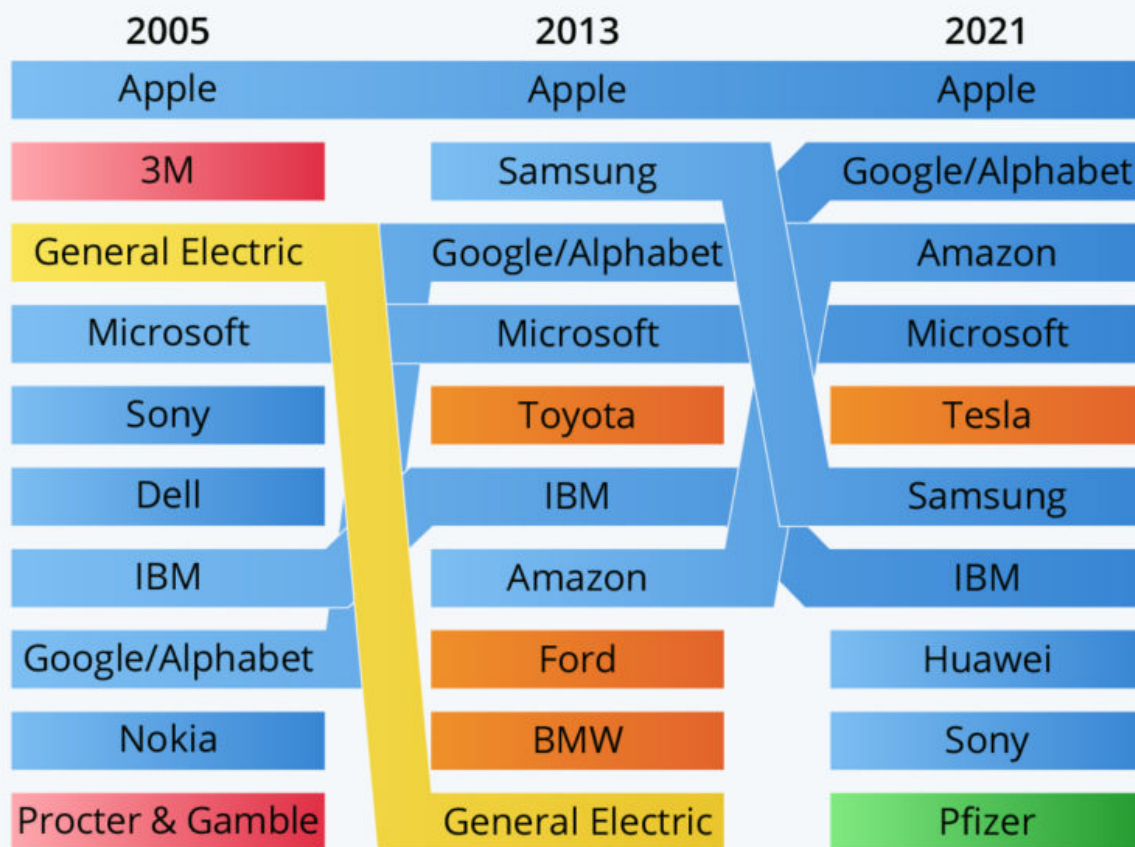 2005 2013 2021
Apple Apple Apple
3M Samsung Google/Alphabet
General Electric Google/Alphabet Amazon
Microsoft Microsoft Microsoft
Sony Toyota Tesla
Dell IBM Samsung
IBM Amazon IBM
Google/Alphabet Ford Huawei
Nokia BMW Sony
Procter & Gamble General Electric Pfizer